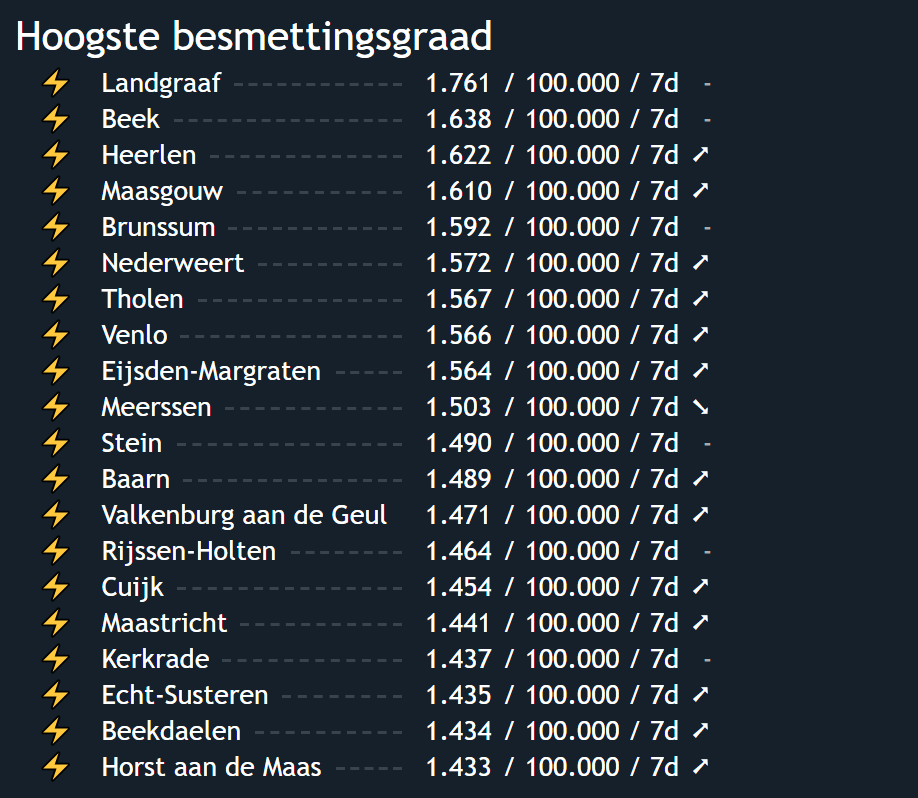 Hoogste besmettingsgraad
⚡ Landgraaf ---------------- 1.761 / 100.000 / 7d -
⚡ Beek ---------------------- 1.638 / 100.000 / 7d -
⚡ Heerlen ------------------ 1.622 / 100.000 / 7d ➚
⚡ Maasgouw --------------- 1.610 / 100.000 / 7d ➚
⚡ Brunssum ---------------- 1.592 / 100.000 / 7d -
⚡ Nederweert ------------- 1.572 / 100.000 / 7d ➚
⚡ Tholen ------------------- 1.567 / 100.000 / 7d ➚
⚡ Venlo --------------------- 1.566 / 100.000 / 7d ➚
⚡ Eijsden-Margraten ------ 1.564 / 100.000 / 7d ➚
⚡ Meerssen ---------------- 1.503 / 100.000 / 7d ➘
⚡ Stein --------------------- 1.490 / 100.000 / 7d -
⚡ Baarn -------------------- 1.489 / 100.000 / 7d ➚
⚡ Valkenburg aan de Geul 1.471 / 100.000 / 7d ➚
⚡ Rijssen-Holten ---------- 1.464 / 100.000 / 7d -
⚡ Cuijk --------------------- 1.454 / 100.000 / 7d ➚
⚡ Maastricht --------------- 1.441 / 100.000 / 7d ➚
⚡ Kerkrade ----------------- 1.437 / 100.000 / 7d -
⚡ Echt-Susteren ----------- 1.435 / 100.000 / 7d ➚
⚡ Beekdaelen -------------- 1.434 / 100.000 / 7d ➚
⚡ Horst aan de Maas ------ 1.433 / 100.000 / 7d ➚